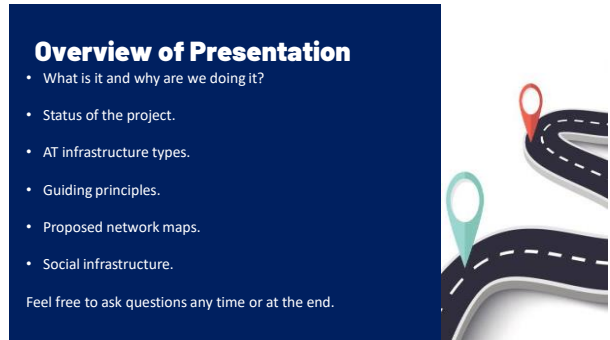 Overview of Presentation
• What is it and why are we doing it?
• Status of the project.
• AT infrastructure types.
• Guiding principles.
• Proposed network maps.
• Social infrastructure.
Feel free to ask questions any time or at the end.